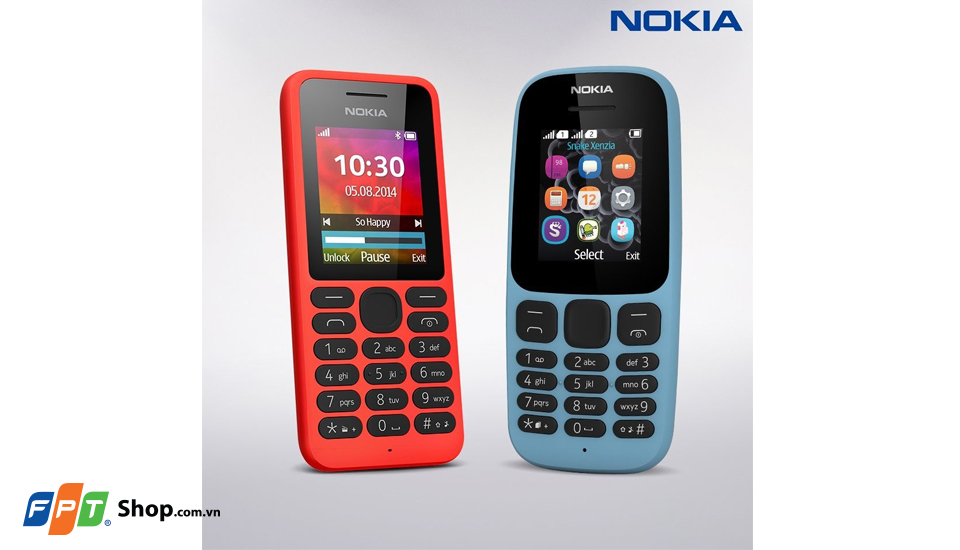 NOKIA
NOKIA
10:30
05.08.2014
So Happy
Unlock Pause Exit
1 2 abc 3 def
4 ghi 5 jkl 6 mno
7 pqrs 8 tuv 9 wxyz
* + 0 #
NOKIA
1 2
Snake Xenzia
98
12
S
Select Exit
1 2 abc def 3
4 ghi 5 jkl mno 6
7 pqrs 8 tuv wxyz 9
* + 0 #
FPT® Shop.com.vn